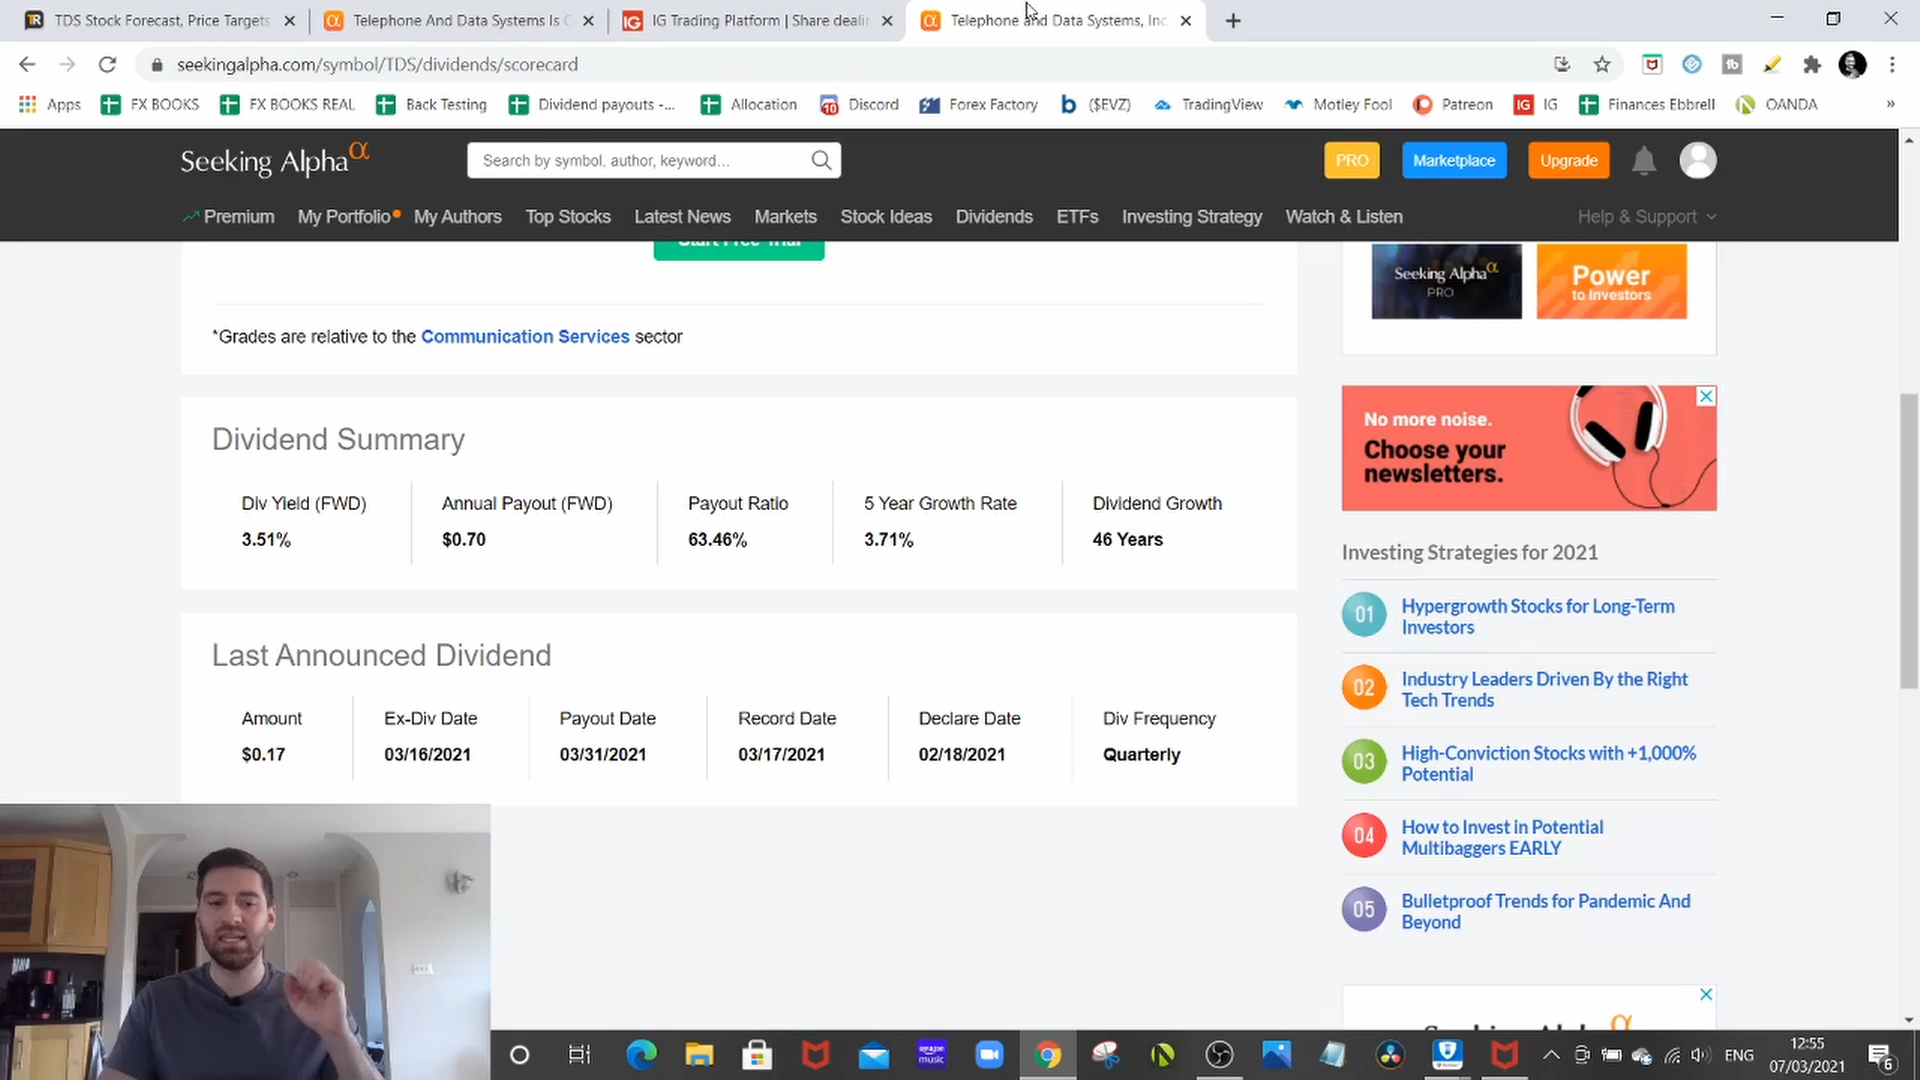 TDS Stock Forecast, Price Targets
Telephone And Data Systems Is C
IG Trading Platform | Share dealin
Telephone and Data Systems, Inc.
seekingalpha.com/symbol/TDS/dividends/scorecard
Apps
FX BOOKS
FX BOOKS REAL
Back Testing
Dividend payouts -...
Allocation
Discord
Forex Factory
($EVZ)
TradingView
Motley Fool
Patreon
IG
Finances Ebbrell
OANDA
»
Seeking Alpha α
Search by symbol, author, keyword...
PRO
Marketplace
Upgrade
Premium
My Portfolio
My Authors
Top Stocks
Latest News
Markets
Stock Ideas
Dividends
ETFs
Investing Strategy
Watch & Listen
Help & Support
Start Free Trial
*Grades are relative to the Communication Services sector
Dividend Summary
Div Yield (FWD)
3.51%
Annual Payout (FWD)
$0.70
Payout Ratio
63.46%
5 Year Growth Rate
3.71%
Dividend Growth
46 Years
Last Announced Dividend
Amount
$0.17
Ex-Div Date
03/16/2021
Payout Date
03/31/2021
Record Date
03/17/2021
Declare Date
02/18/2021
Div Frequency
Quarterly
Seeking Alpha α
PRO
Power
to Investors
No more noise.
Choose your
newsletters.
Investing Strategies for 2021
01
Hypergrowth Stocks for Long-Term
Investors
02
Industry Leaders Driven By the Right
Tech Trends
03
High-Conviction Stocks with +1,000%
Potential
04
How to Invest in Potential
Multibaggers EARLY
05
Bulletproof Trends for Pandemic And
Beyond
amazon
music
ENG
12:55
07/03/2021
6